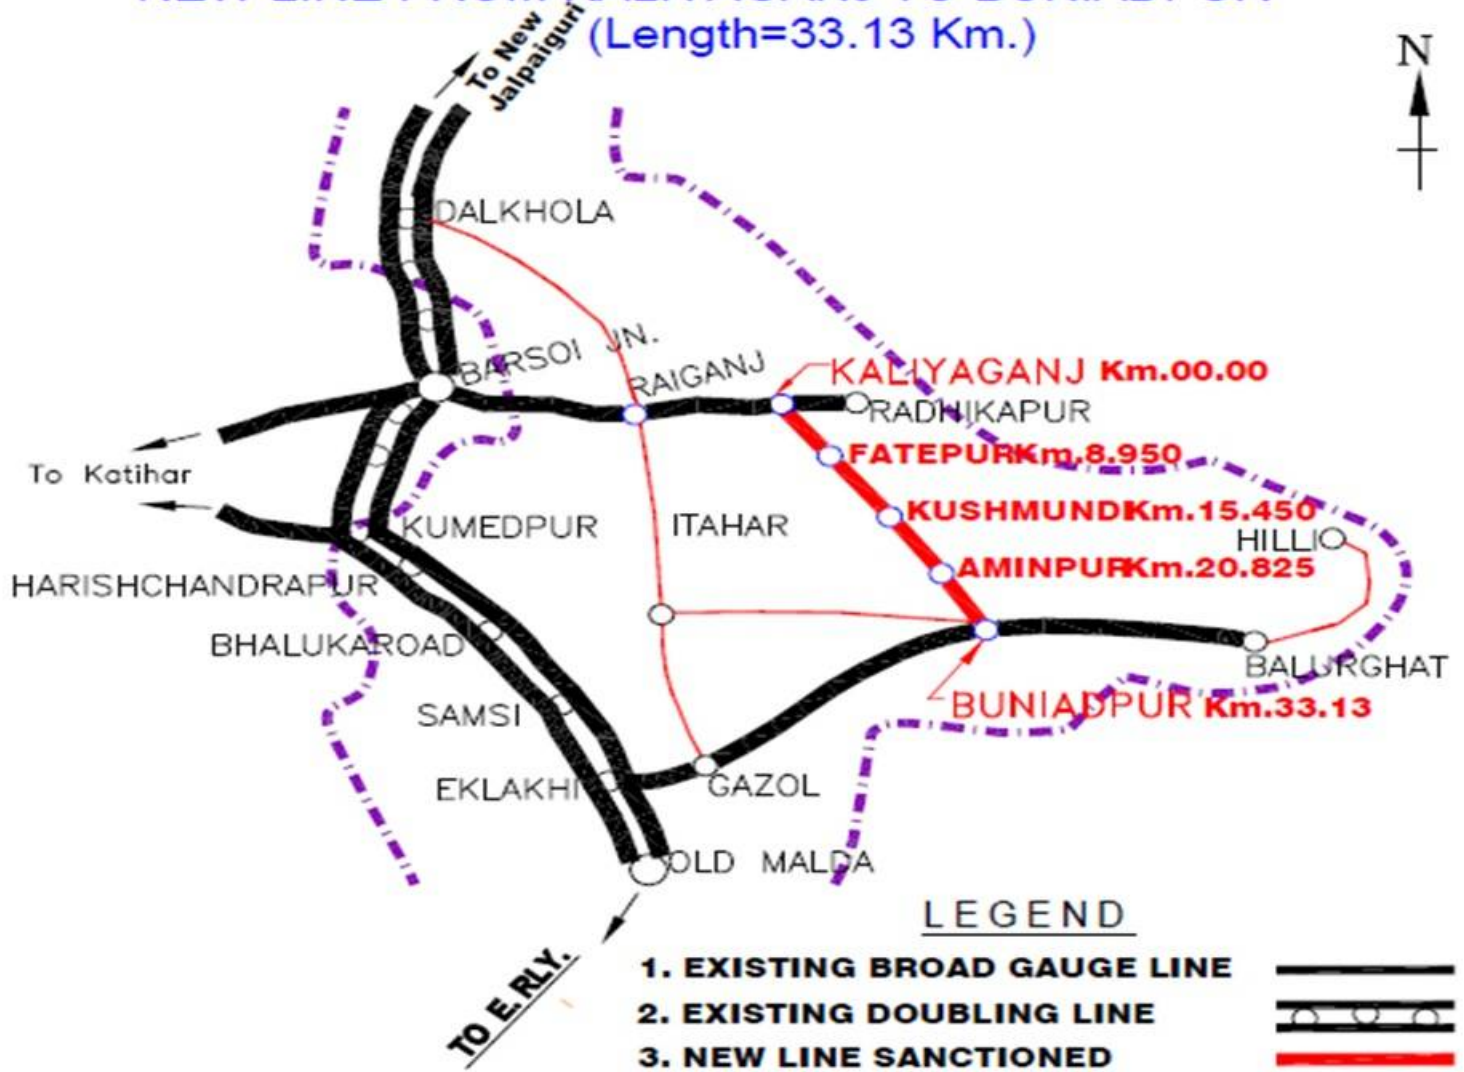 (Length=33.13 Km.)
To New
Jalpaiguri
N
DALKHOLA
BARSOI JN.
RAIGANJ
KALIYAGANJ Km.00.00
RADHIKAPUR
FATEPUR Km.8.950
To Katihar
KUSHMUNDI Km.15.450
KUMEDPUR
ITAHAR
HILLI
HARISHCHANDRAPUR
AMINPUR Km.20.825
BHALUKAROAD
BALURGHAT
SAMSI
BUNIADPUR Km.33.13
EKLAKHI
GAZOL
OLD MALDA
TO E. RLY.
LEGEND
1. EXISTING BROAD GAUGE LINE
2. EXISTING DOUBLING LINE
3. NEW LINE SANCTIONED